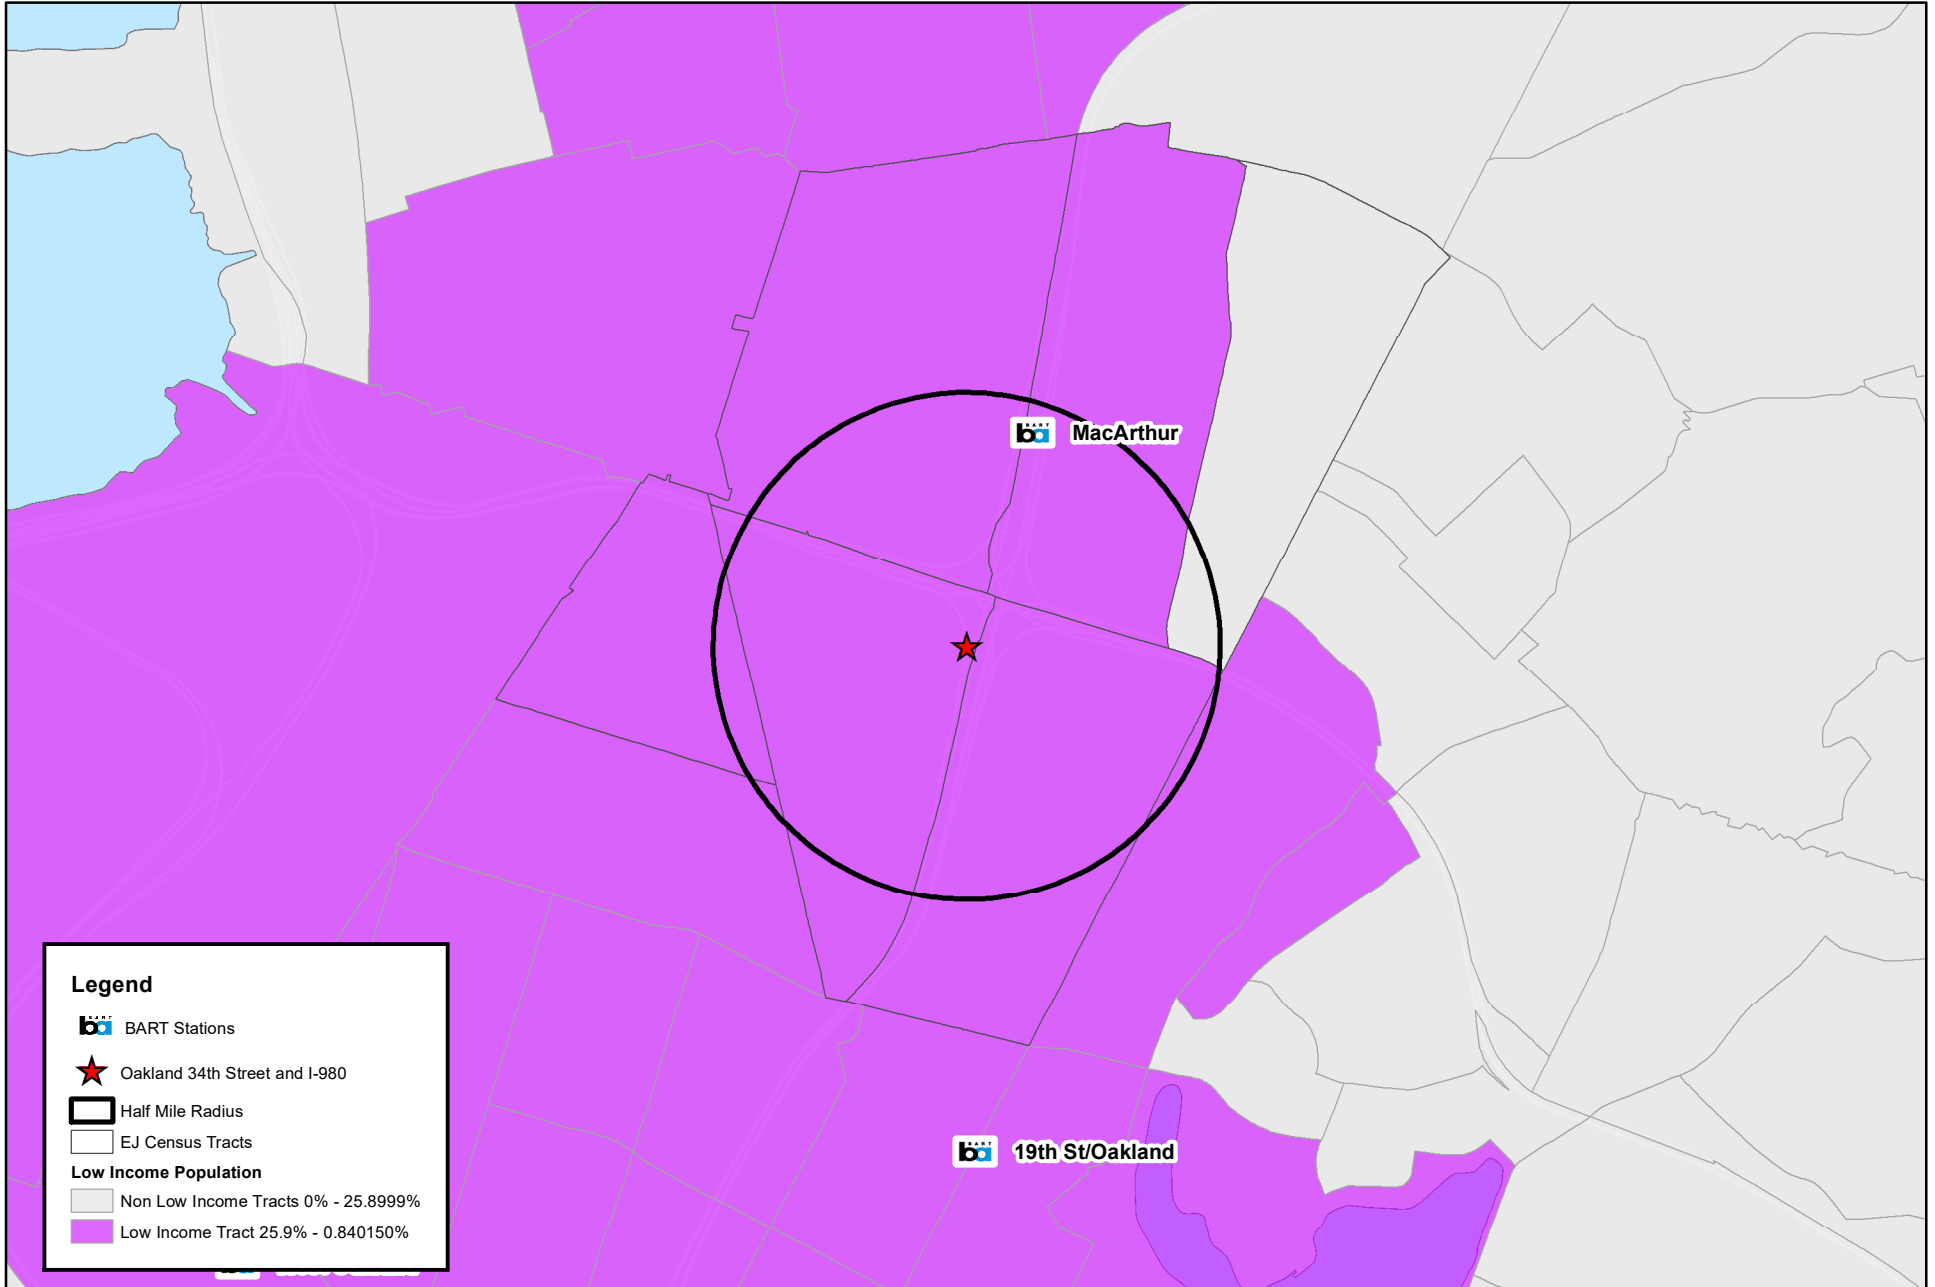 MacArthur
19th St/Oakland
Legend
BART Stations
Oakland 34th Street and I-980
Half Mile Radius
EJ Census Tracts
Low Income Population
Non Low Income Tracts 0% - 25.8999%
Low Income Tract 25.9% - 0.840150%